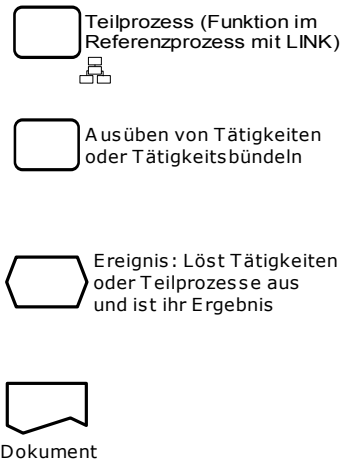 Teilprozess (Funktion im
Referenzprozess mit LINK)
Ausüben von Tätigkeiten
oder Tätigkeitsbündeln
Ereignis: Löst Tätigkeiten
oder Teilprozesse aus
und ist ihr Ergebnis
Dokument